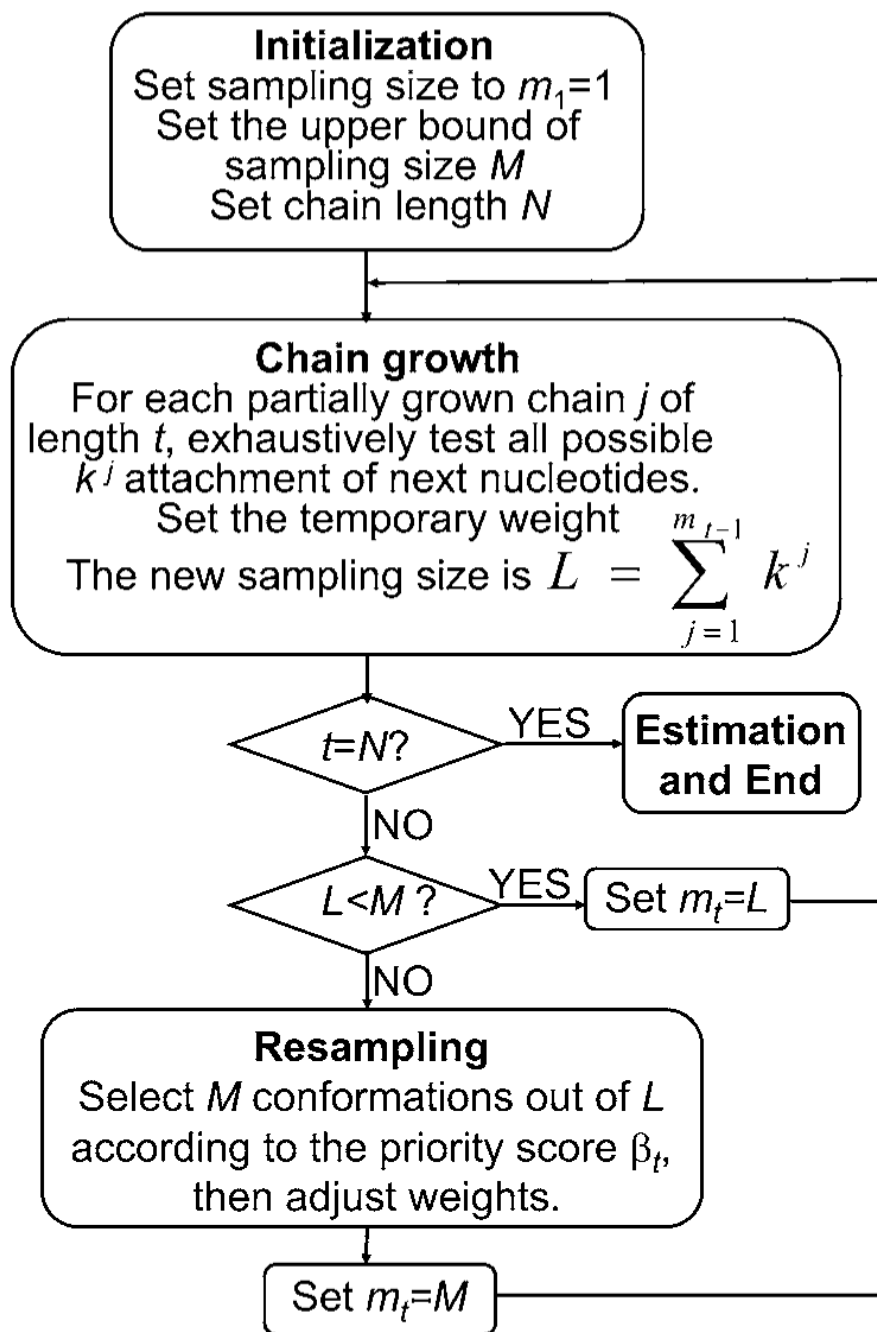 Initialization
Set sampling size to m₁=1
Set the upper bound of
sampling size M
Set chain length N
Chain growth
For each partially grown chain j of
length t, exhaustively test all possible
kʲ attachment of next nucleotides.
Set the temporary weight
The new sampling size is L = ∑_{j=1}^{m_{t-1}} kʲ
t=N?
YES
Estimation
and End
NO
L<M ?
YES
Set mₜ=L
NO
Resampling
Select M conformations out of L
according to the priority score βₜ,
then adjust weights.
Set mₜ=M